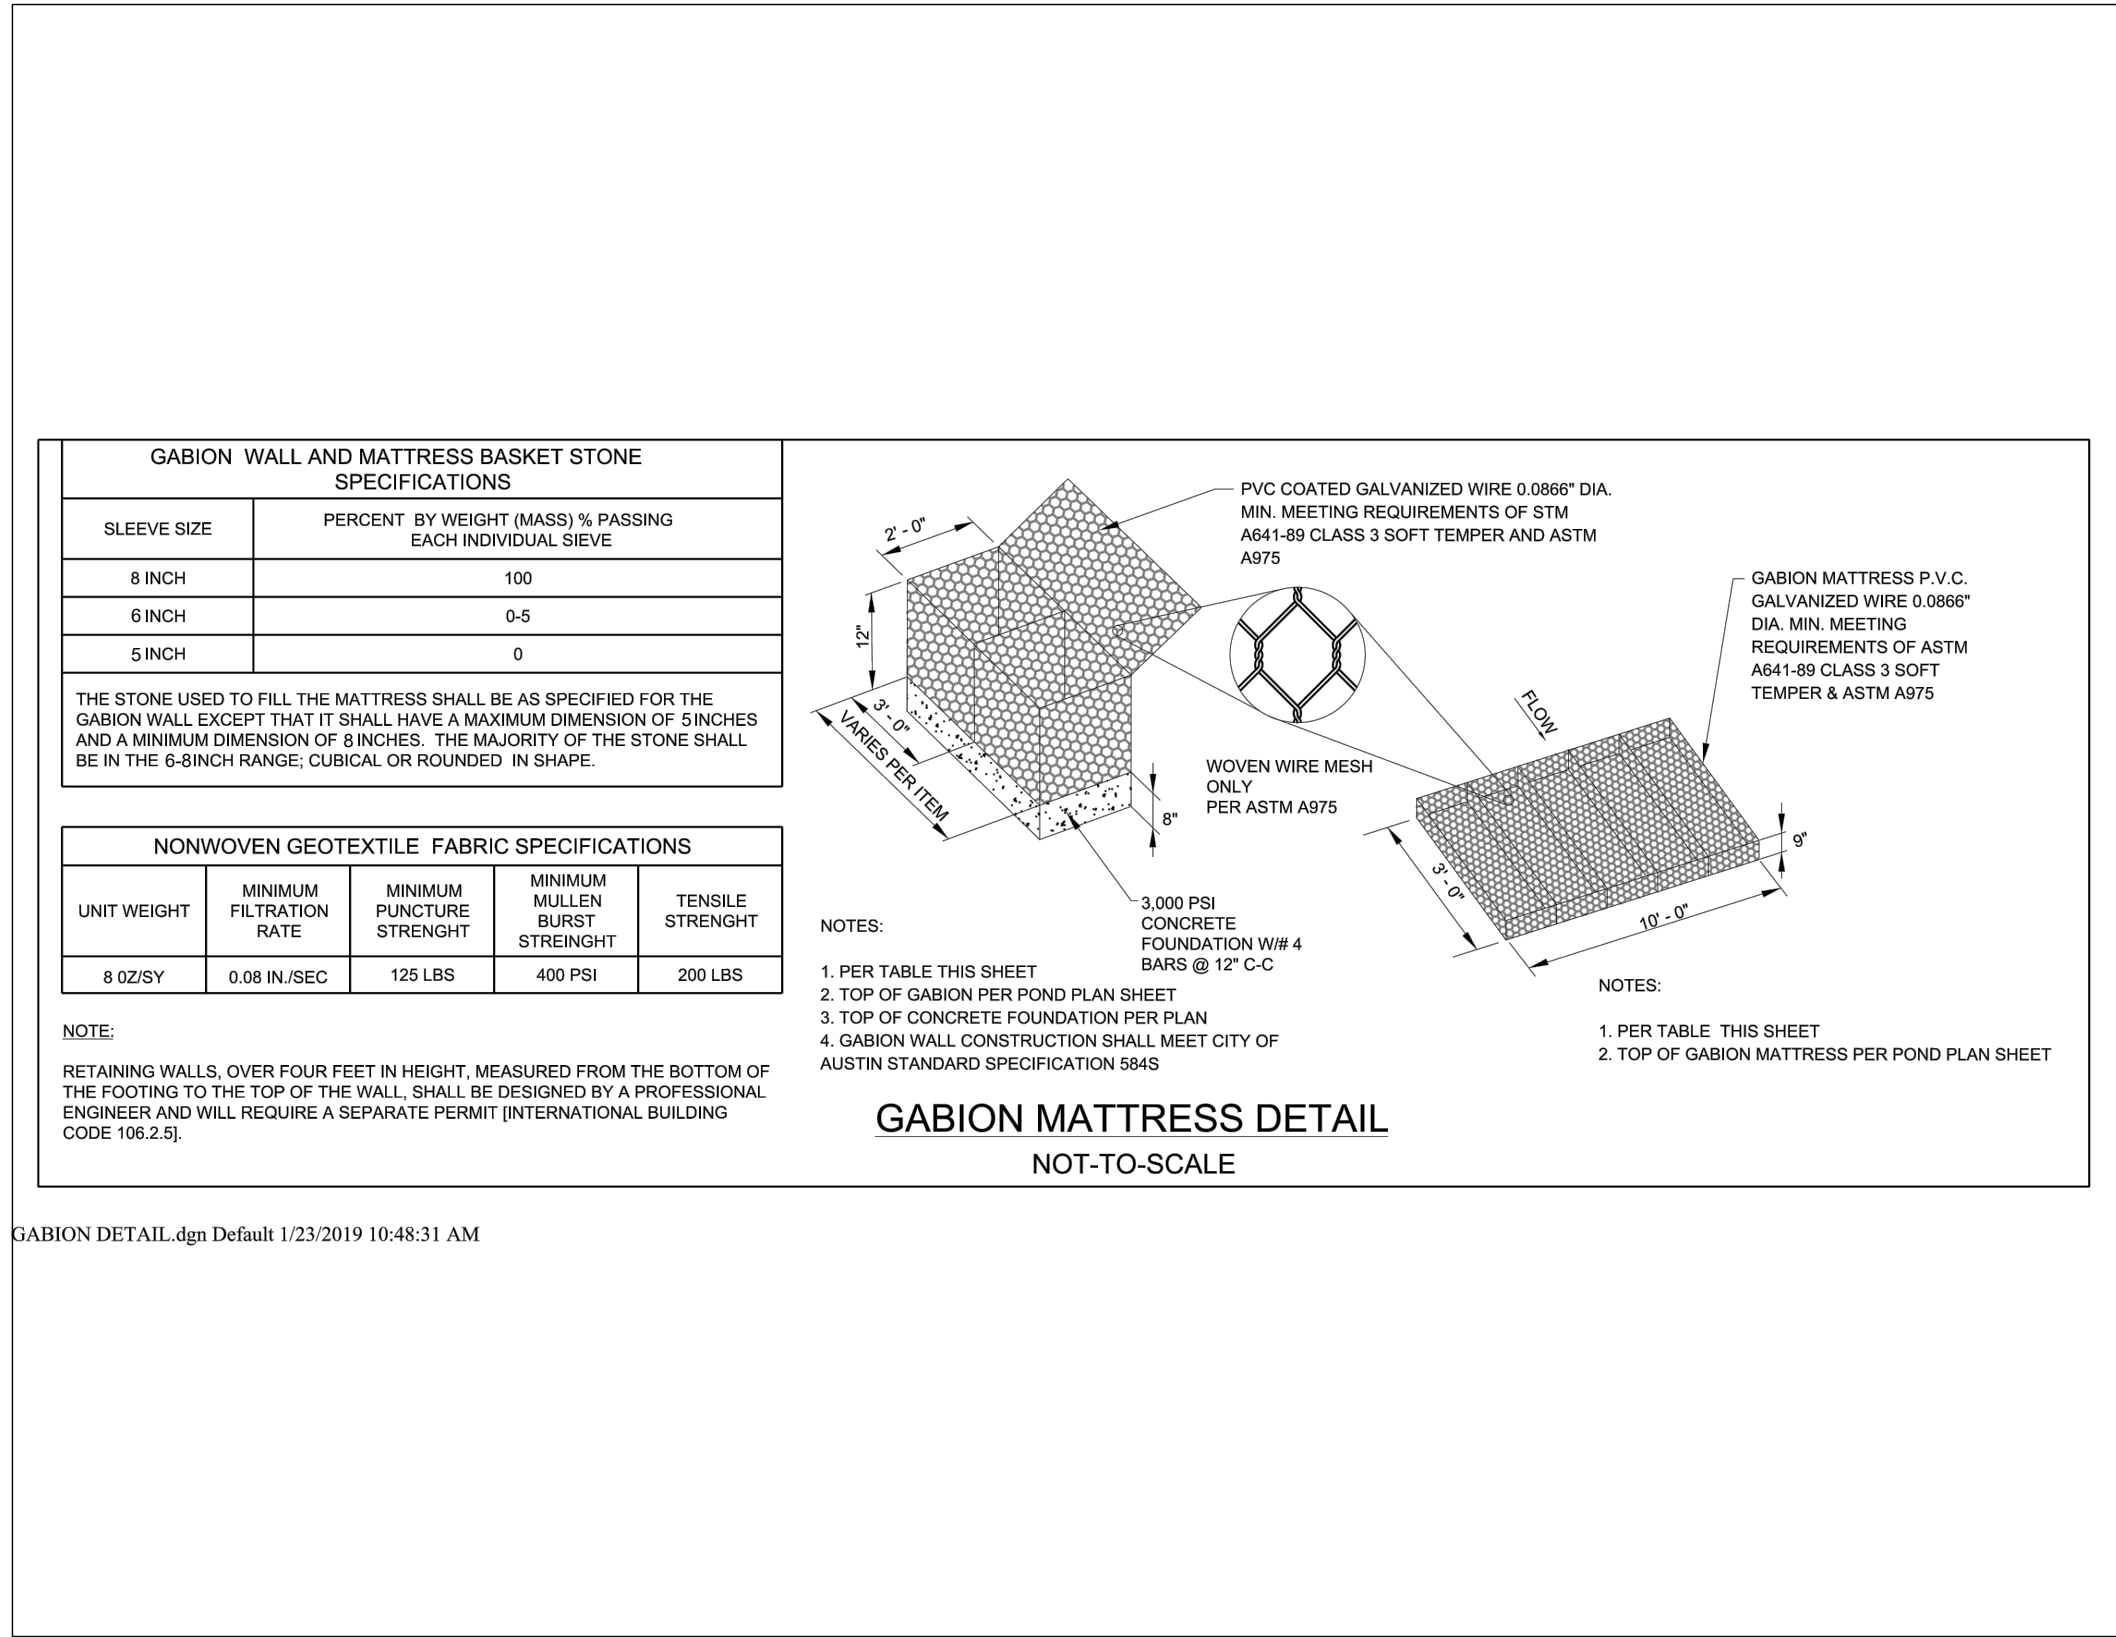 GABION WALL AND MATTRESS BASKET STONE
SPECIFICATIONS
SLEEVE SIZE
PERCENT BY WEIGHT (MASS) % PASSING
EACH INDIVIDUAL SIEVE
8 INCH
100
6 INCH
0-5
5 INCH
0
THE STONE USED TO FILL THE MATTRESS SHALL BE AS SPECIFIED FOR THE
GABION WALL EXCEPT THAT IT SHALL HAVE A MAXIMUM DIMENSION OF 5 INCHES
AND A MINIMUM DIMENSION OF 8 INCHES. THE MAJORITY OF THE STONE SHALL
BE IN THE 6-8INCH RANGE; CUBICAL OR ROUNDED IN SHAPE.
NONWOVEN GEOTEXTILE FABRIC SPECIFICATIONS
UNIT WEIGHT
MINIMUM
FILTRATION
RATE
MINIMUM
PUNCTURE
STRENGHT
MINIMUM
MULLEN
BURST
STREINGHT
TENSILE
STRENGHT
8 0Z/SY
0.08 IN./SEC
125 LBS
400 PSI
200 LBS
NOTE:
RETAINING WALLS, OVER FOUR FEET IN HEIGHT, MEASURED FROM THE BOTTOM OF
THE FOOTING TO THE TOP OF THE WALL, SHALL BE DESIGNED BY A PROFESSIONAL
ENGINEER AND WILL REQUIRE A SEPARATE PERMIT [INTERNATIONAL BUILDING
CODE 106.2.5].
2' - 0"
12"
3' - 0"
VARIES PER ITEM
8"
PVC COATED GALVANIZED WIRE 0.0866" DIA.
MIN. MEETING REQUIREMENTS OF STM
A641-89 CLASS 3 SOFT TEMPER AND ASTM
A975
WOVEN WIRE MESH
ONLY
PER ASTM A975
3,000 PSI
CONCRETE
FOUNDATION W/# 4
BARS @ 12" C-C
NOTES:
1. PER TABLE THIS SHEET
2. TOP OF GABION PER POND PLAN SHEET
3. TOP OF CONCRETE FOUNDATION PER PLAN
4. GABION WALL CONSTRUCTION SHALL MEET CITY OF
AUSTIN STANDARD SPECIFICATION 584S
GABION MATTRESS P.V.C.
GALVANIZED WIRE 0.0866"
DIA. MIN. MEETING
REQUIREMENTS OF ASTM
A641-89 CLASS 3 SOFT
TEMPER & ASTM A975
FLOW
9"
3' - 0"
10' - 0"
NOTES:
1. PER TABLE THIS SHEET
2. TOP OF GABION MATTRESS PER POND PLAN SHEET
GABION MATTRESS DETAIL
NOT-TO-SCALE
GABION DETAIL.dgn Default 1/23/2019 10:48:31 AM